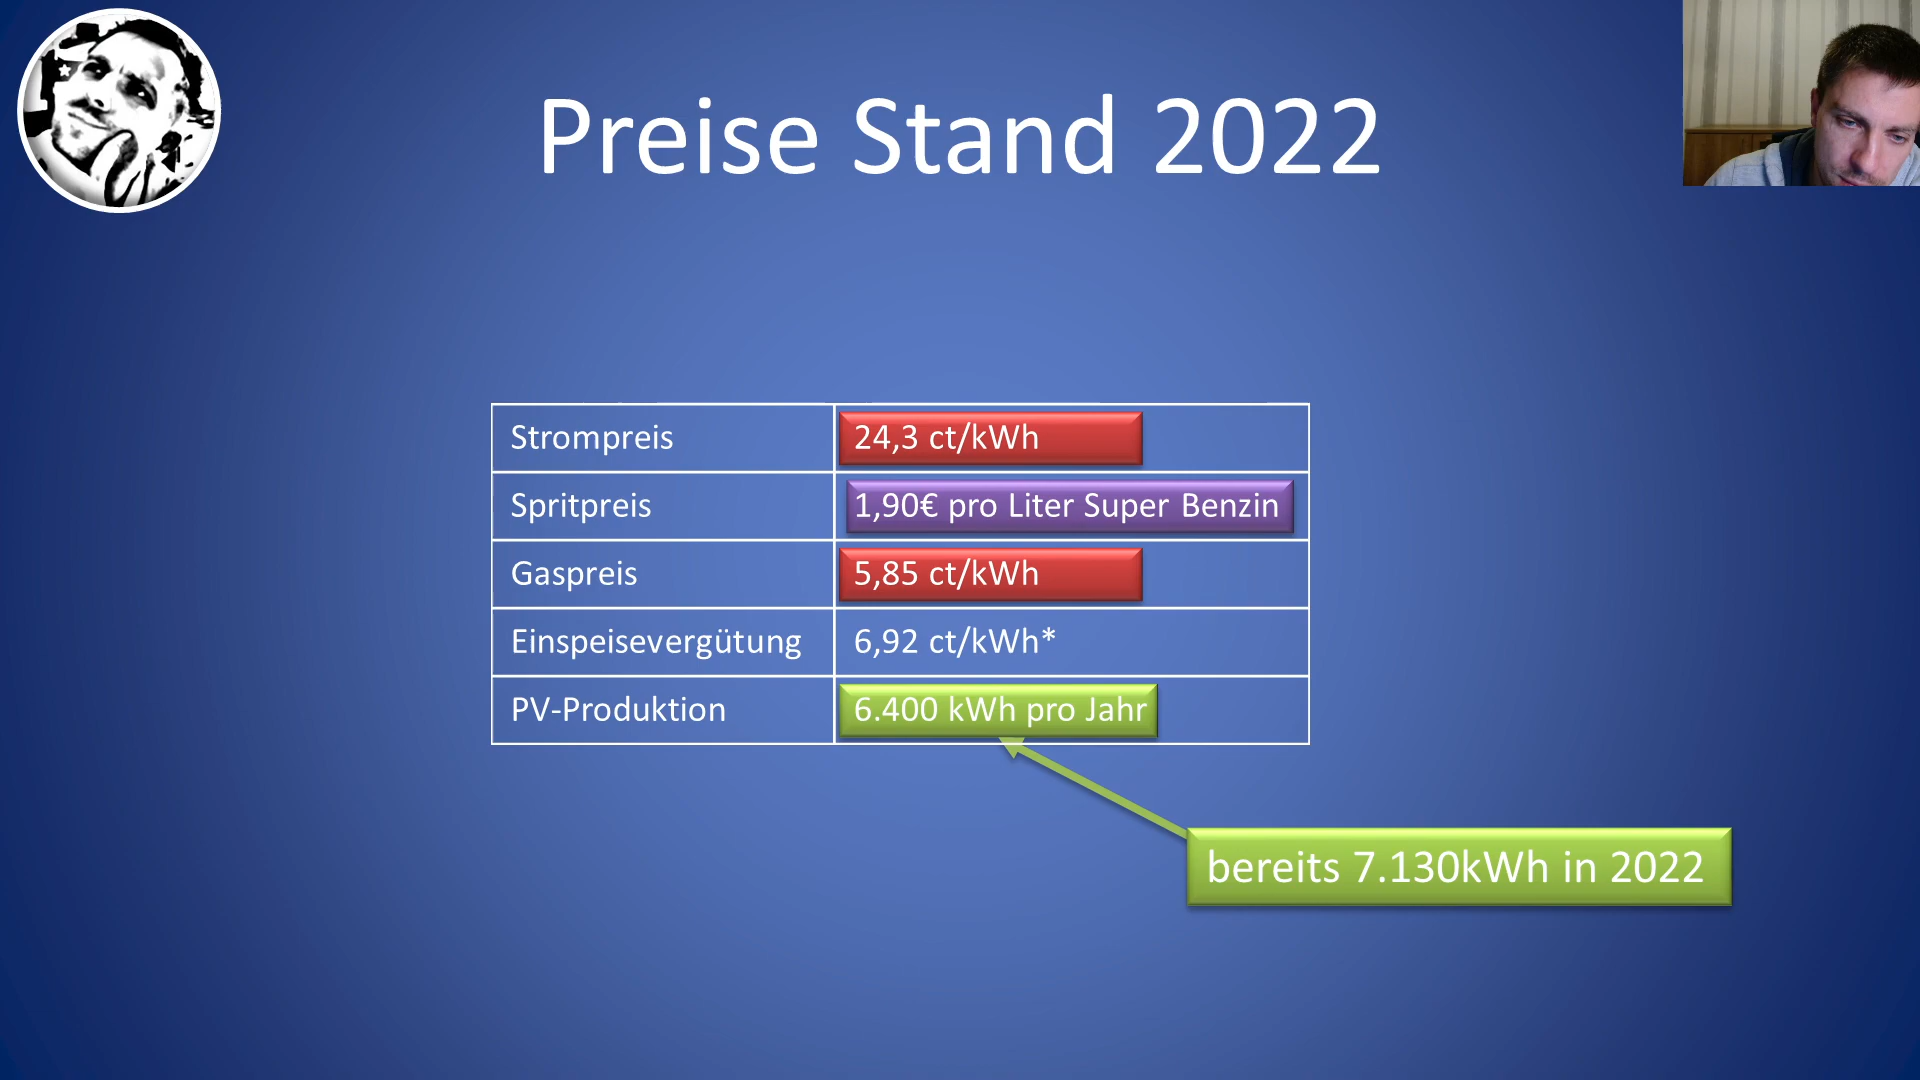 Preise Stand 2022
Strompreis 24,3 ct/kWh
Spritpreis 1,90€ pro Liter Super Benzin
Gaspreis 5,85 ct/kWh
Einspeisevergütung 6,92 ct/kWh*
PV-Produktion 6.400 kWh pro Jahr
bereits 7.130kWh in 2022